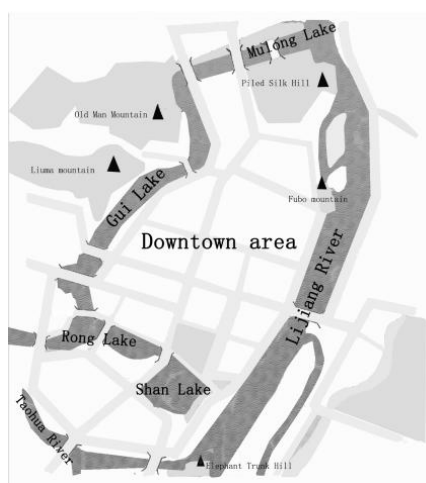 Mulong Lake
Piled Silk Hill
Old Man Mountain
Liuma mountain
Gui Lake
Fubo mountain
Downtown area
Lijiang River
Rong Lake
Shan Lake
Taohua River
Elephant Trunk Hill